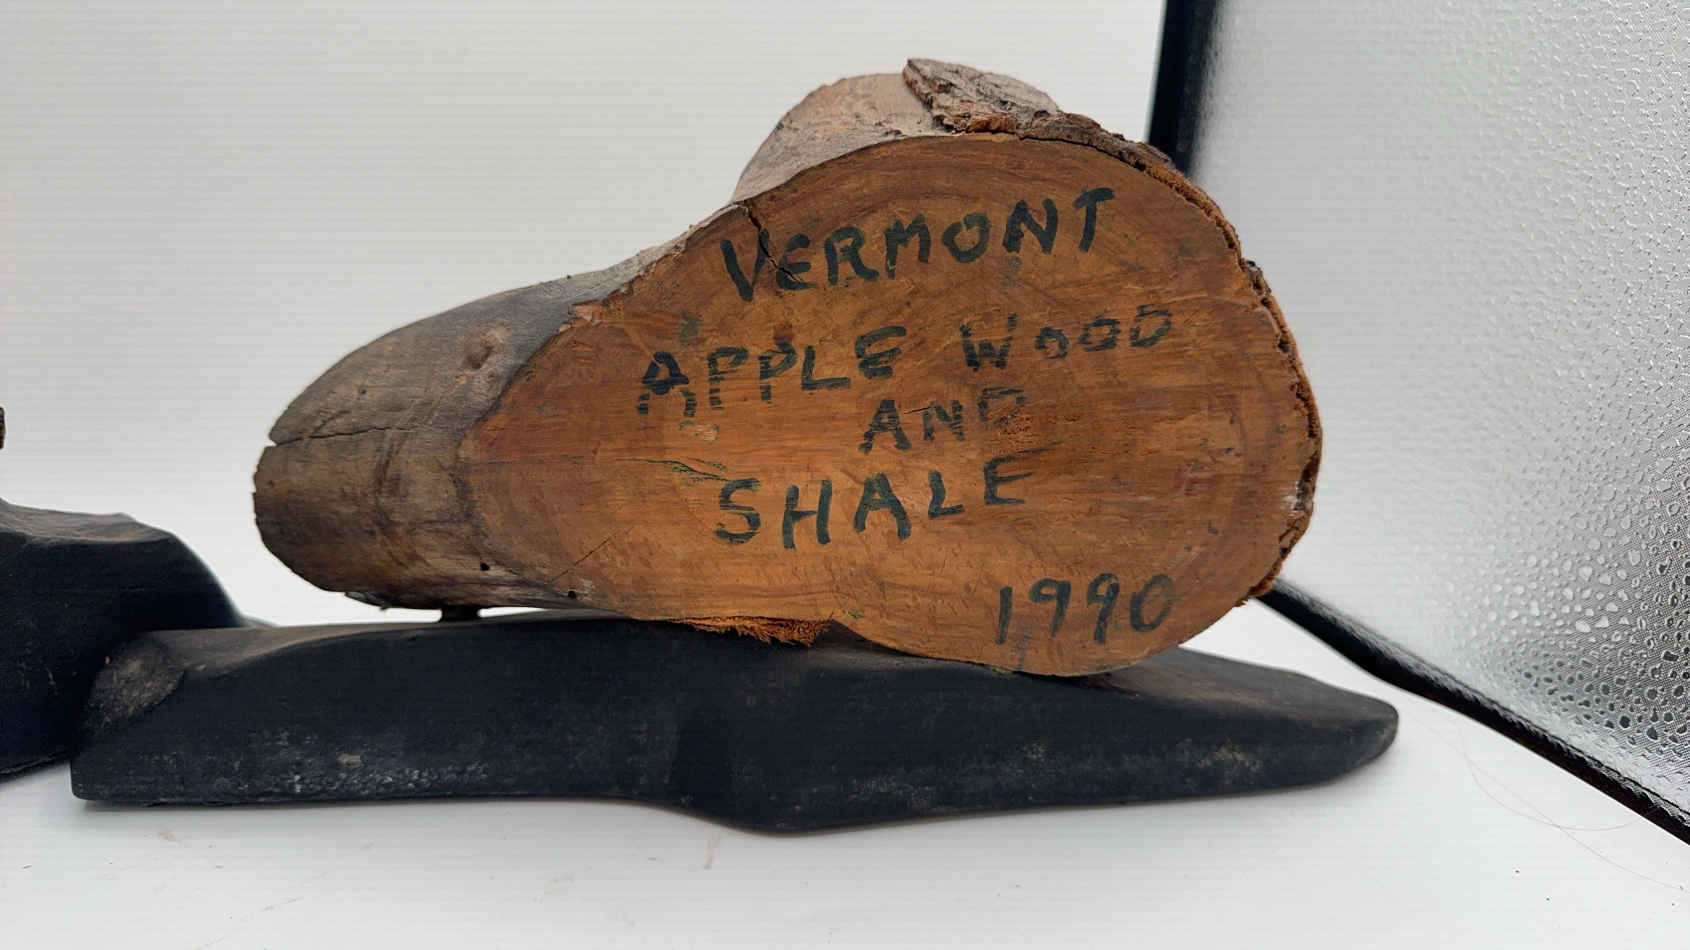 VERMONT
APPLE WOOD
AND
SHALE
1990